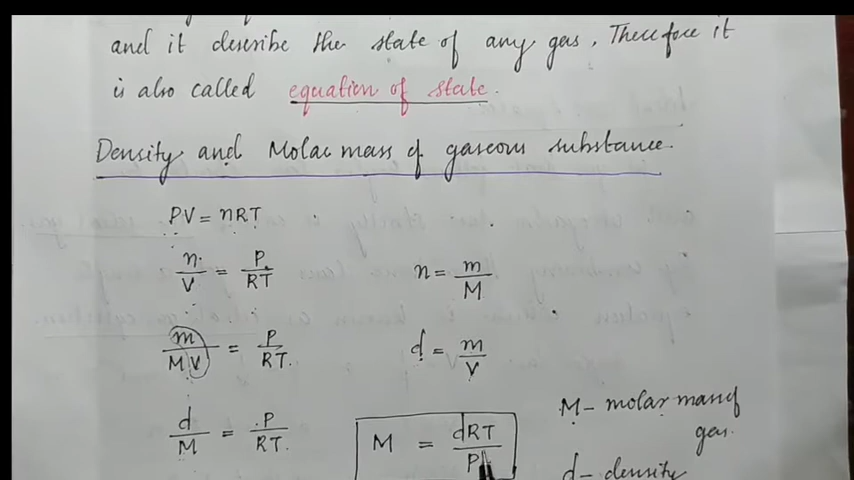 and it describe the state of any gas. Therefore it
is also called equation of state.
Density and Molar mass of gaseous substance.
PV = nRT
n/V = P/RT
n = m/M
m/MV = P/RT.
d = m/V
d/M = P/RT.
M = dRT/P
M- molar mass of
gas.
d- density